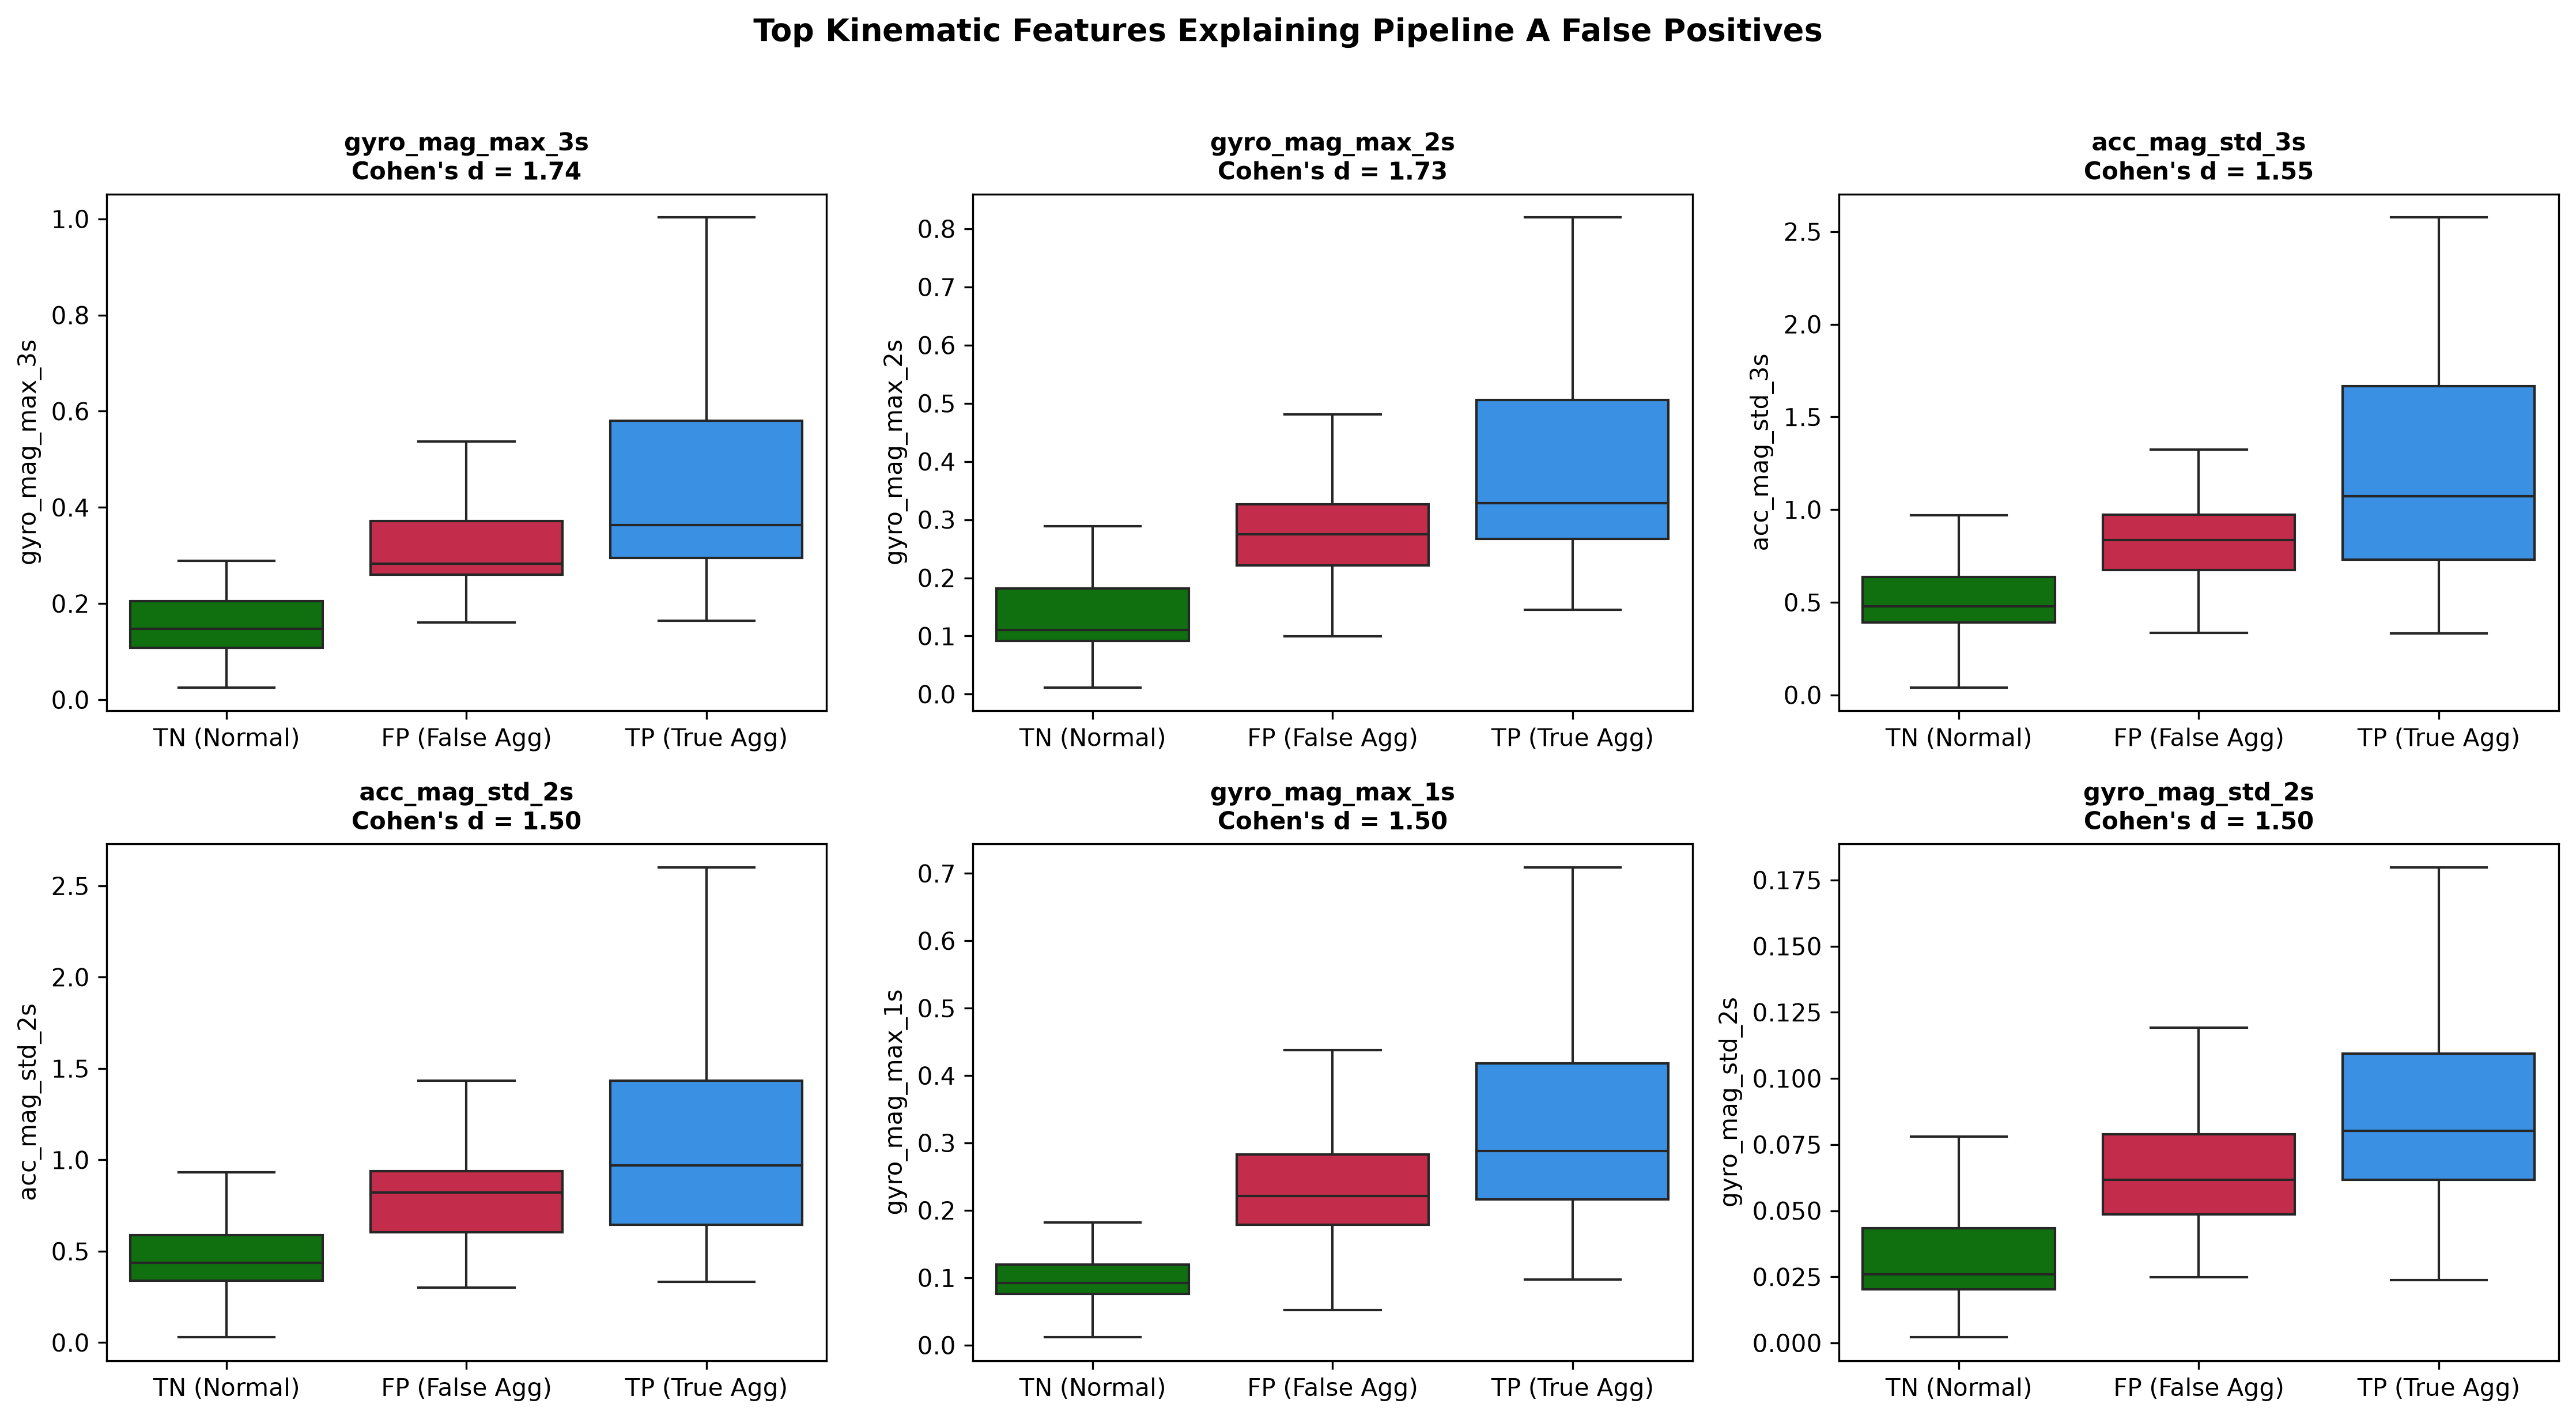 Top Kinematic Features Explaining Pipeline A False Positives
gyro_mag_max_3s
Cohen's d = 1.74
gyro_mag_max_3s
1.0
0.8
0.6
0.4
0.2
0.0
TN (Normal) FP (False Agg) TP (True Agg)
gyro_mag_max_2s
Cohen's d = 1.73
gyro_mag_max_2s
0.8
0.7
0.6
0.5
0.4
0.3
0.2
0.1
0.0
TN (Normal) FP (False Agg) TP (True Agg)
acc_mag_std_3s
Cohen's d = 1.55
acc_mag_std_3s
2.5
2.0
1.5
1.0
0.5
0.0
TN (Normal) FP (False Agg) TP (True Agg)
acc_mag_std_2s
Cohen's d = 1.50
acc_mag_std_2s
2.5
2.0
1.5
1.0
0.5
0.0
TN (Normal) FP (False Agg) TP (True Agg)
gyro_mag_max_1s
Cohen's d = 1.50
gyro_mag_max_1s
0.7
0.6
0.5
0.4
0.3
0.2
0.1
0.0
TN (Normal) FP (False Agg) TP (True Agg)
gyro_mag_std_2s
Cohen's d = 1.50
gyro_mag_std_2s
0.175
0.150
0.125
0.100
0.075
0.050
0.025
0.000
TN (Normal) FP (False Agg) TP (True Agg)